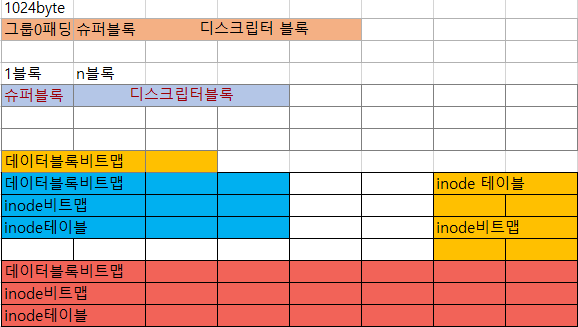 1024byte
그룹0패딩 슈퍼블록 디스크립터 블록
1블록 n블록
슈퍼블록 디스크립터블록
데이터블록비트맵
데이터블록비트맵 inode 테이블
inode비트맵
inode테이블 inode비트맵
데이터블록비트맵
inode비트맵
inode테이블